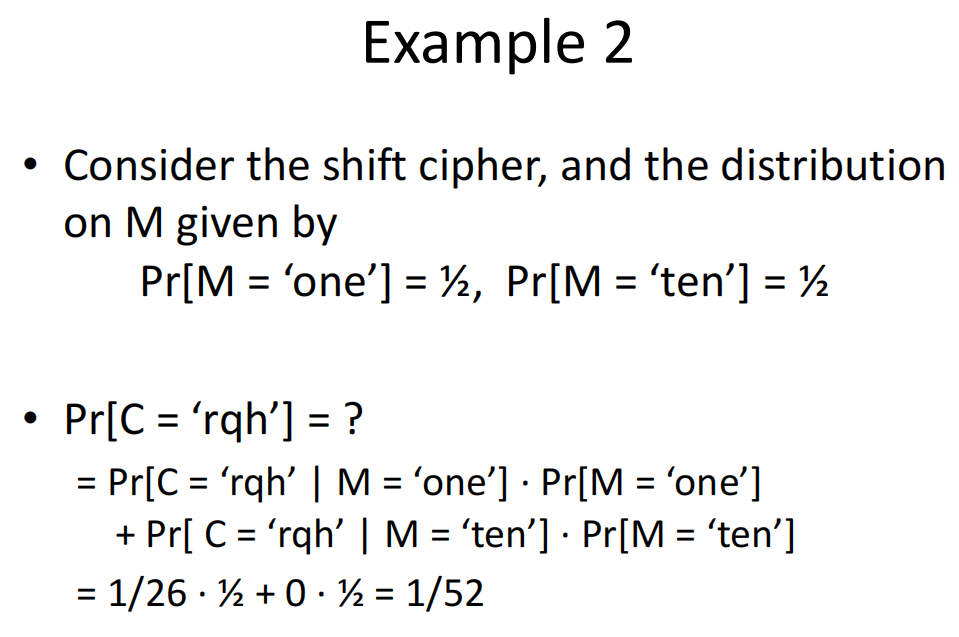 Example 2
• Consider the shift cipher, and the distribution
on M given by
Pr[M = ‘one’] = ½, Pr[M = ‘ten’] = ½
• Pr[C = ‘rqh’] = ?
= Pr[C = ‘rqh’ | M = ‘one’] · Pr[M = ‘one’]
+ Pr[ C = ‘rqh’ | M = ‘ten’] · Pr[M = ‘ten’]
= 1/26 · ½ + 0 · ½ = 1/52